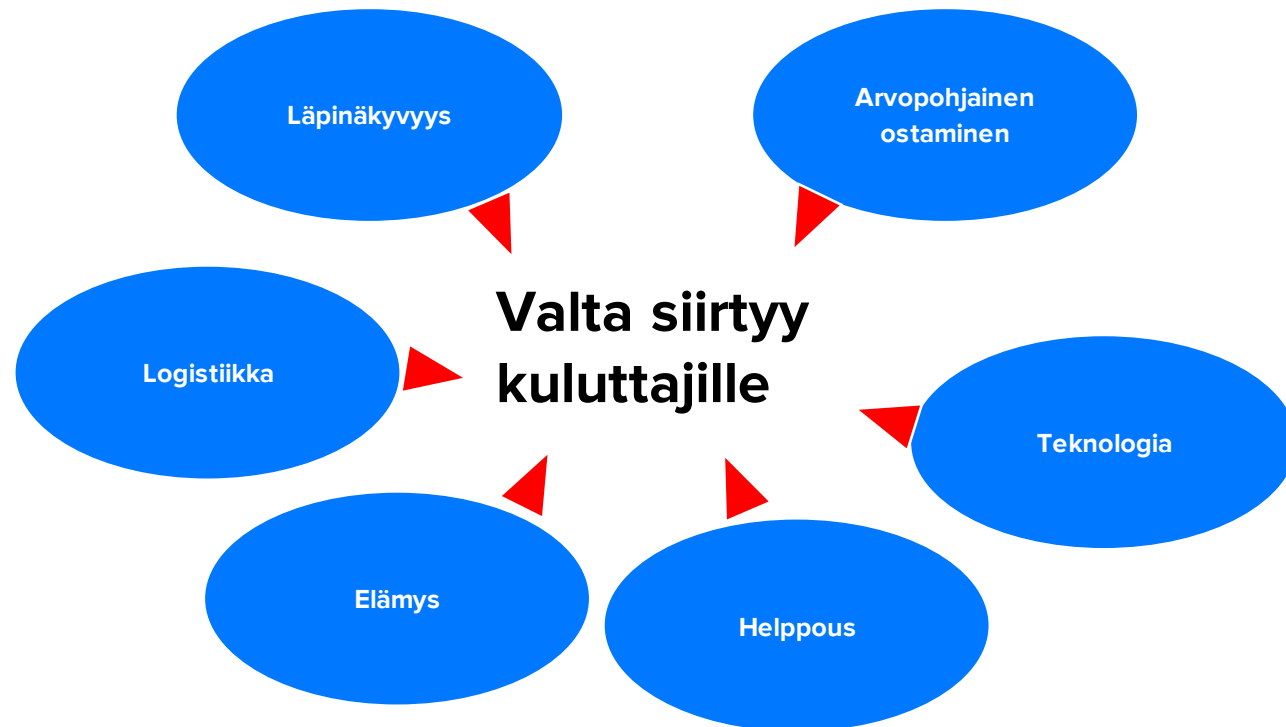 Läpinäkyvyys
Arvopohjainen
ostaminen
Valta siirtyy
kuluttajille
Logistiikka
Teknologia
Elämys
Helppous